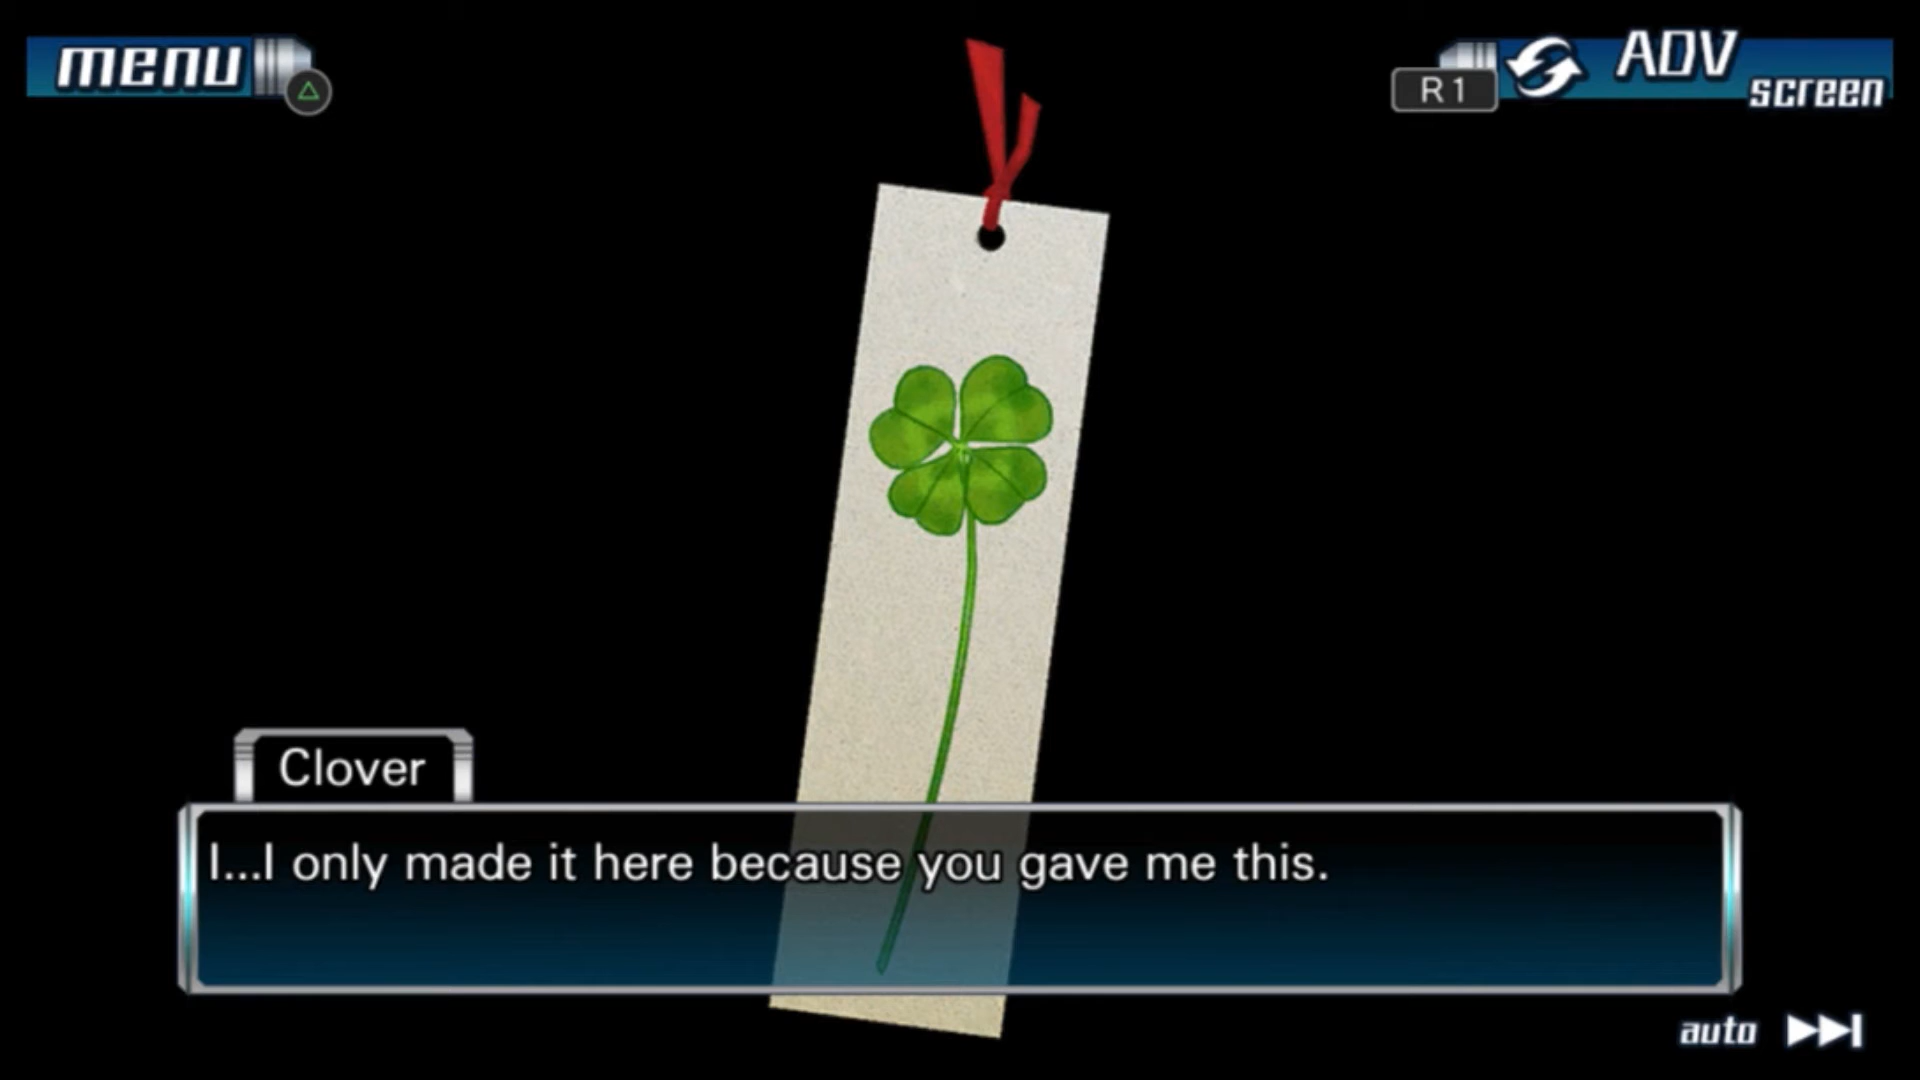 menu
R1
ADV
screen
Clover
I...I only made it here because you gave me this.
auto